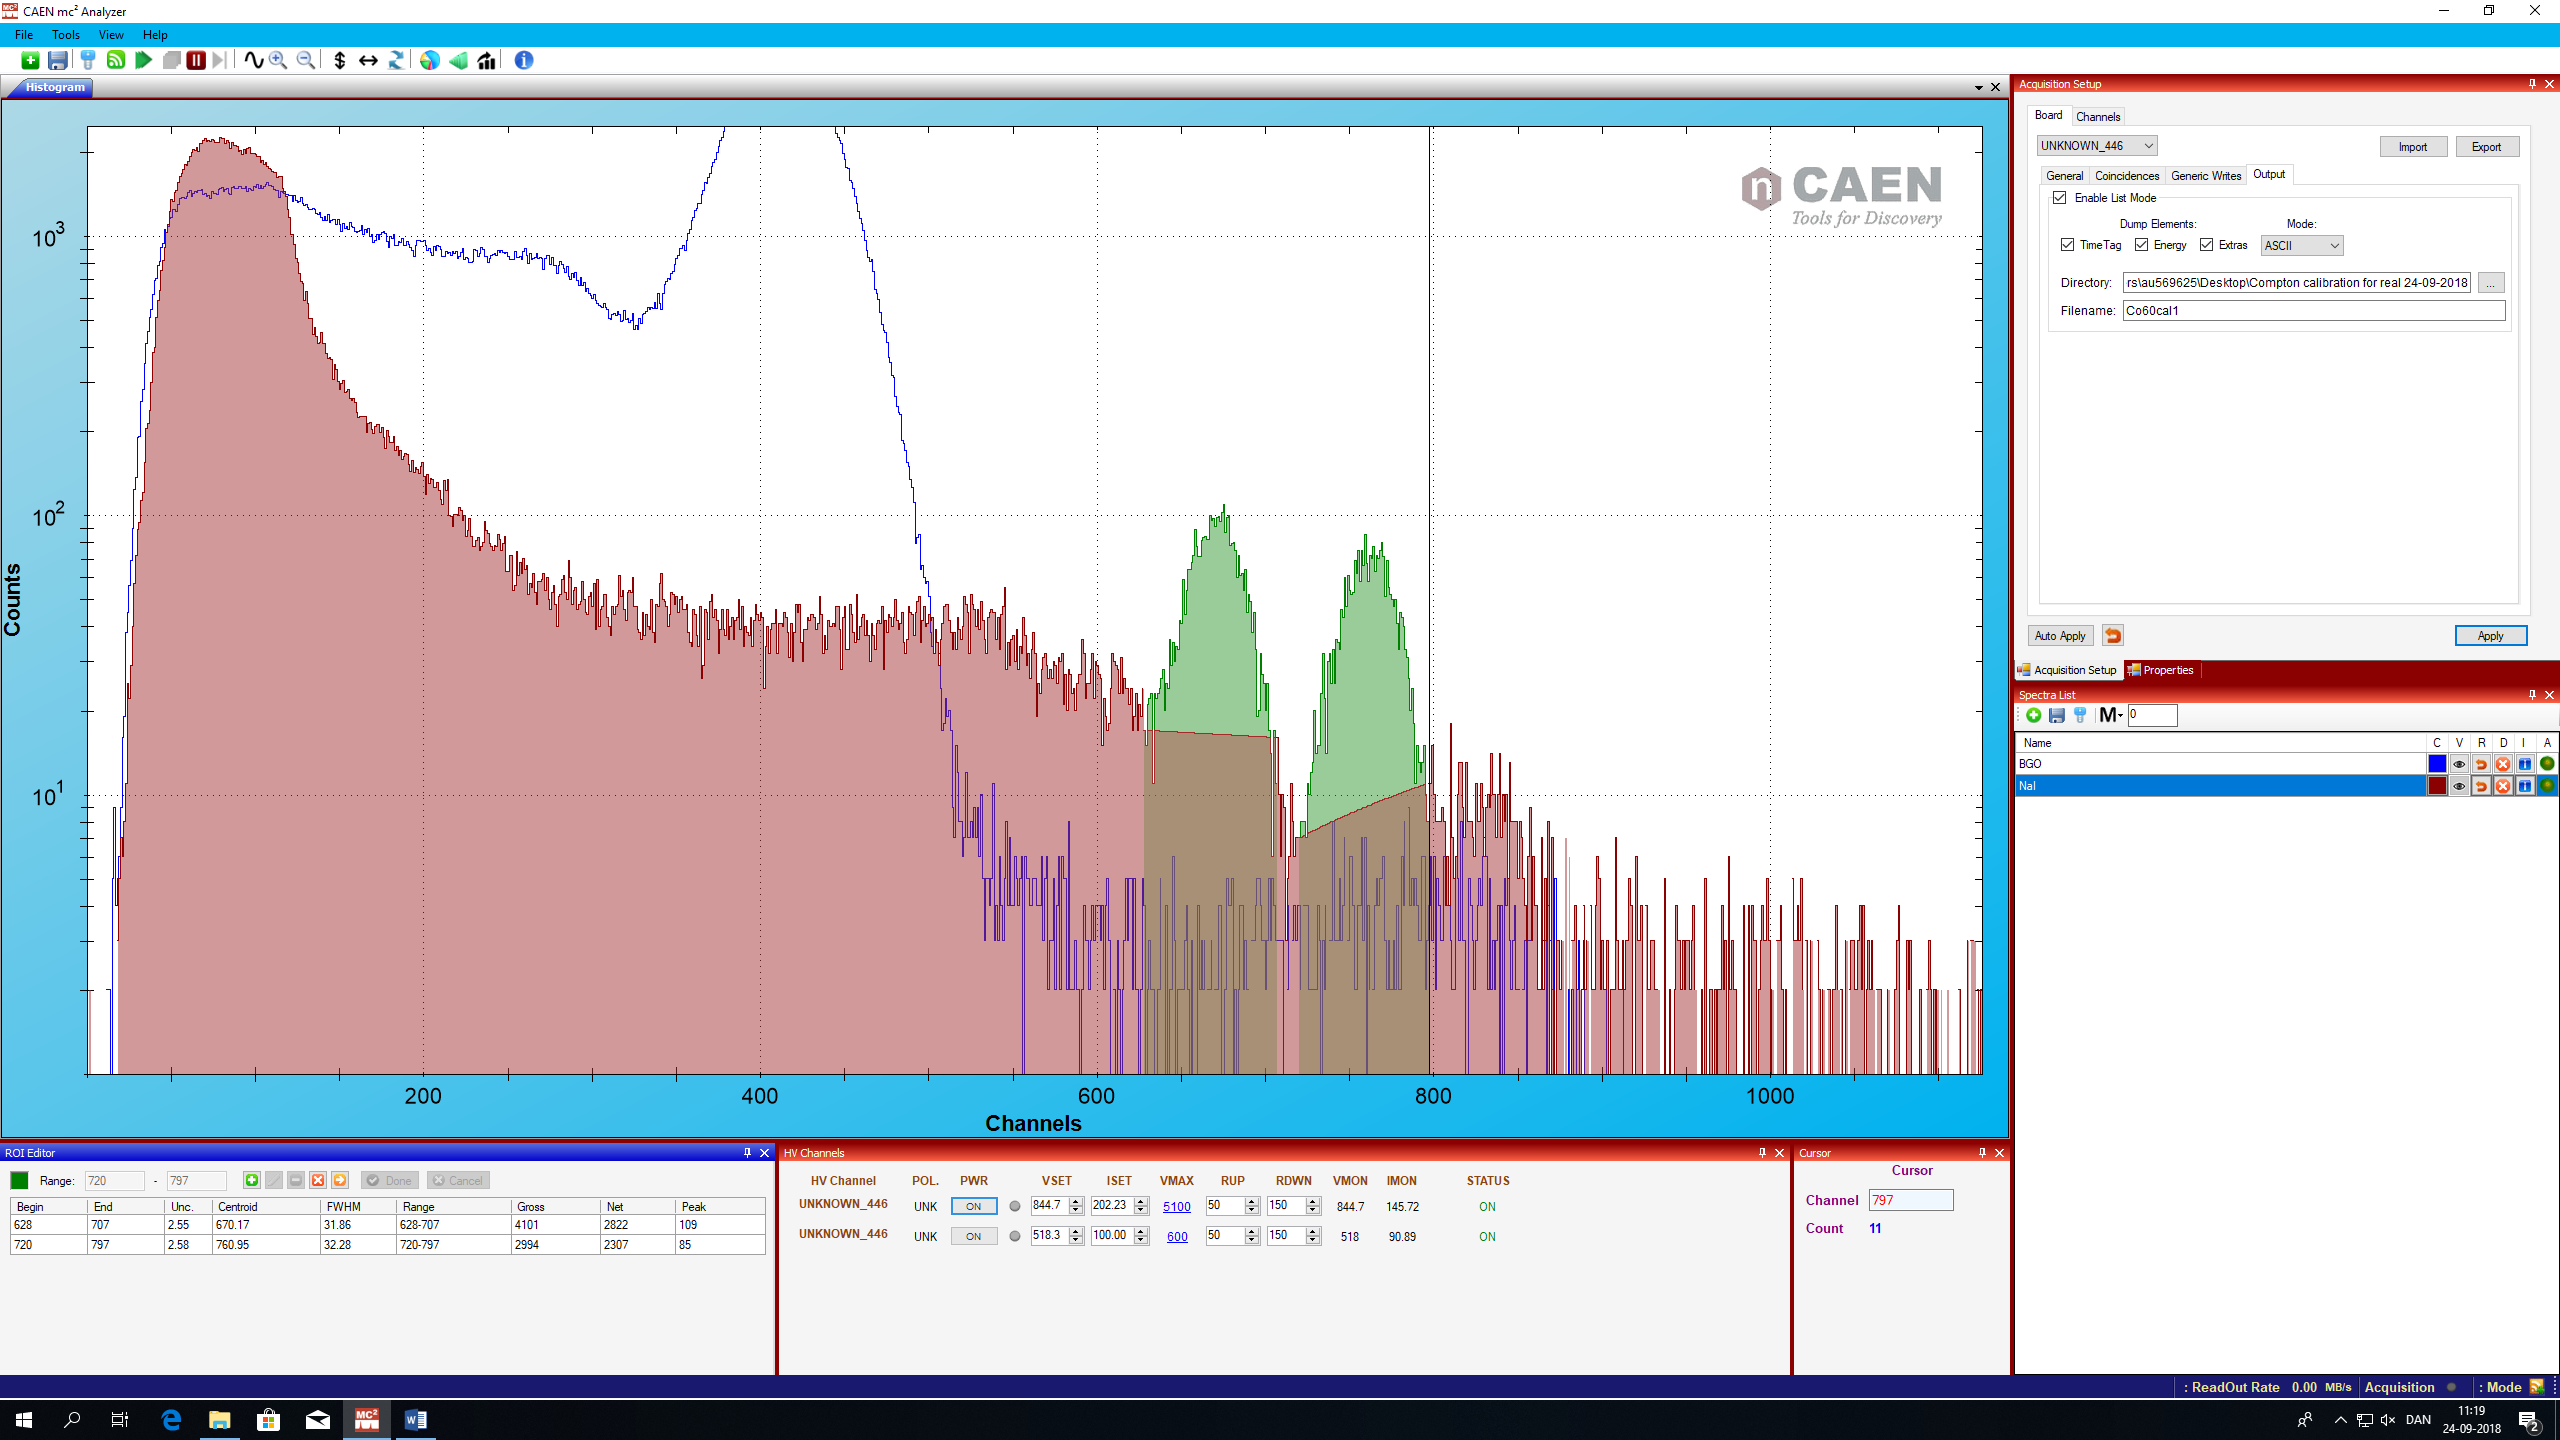 CAEN mc² Analyzer
File Tools View Help
Histogram
n CAEN
Tools for Discovery
10³
10²
10¹
Counts
200 400 600 800 1000
Channels
Acquisition Setup
Board Channels
UNKNOWN_446 Import Export
General Coincidences Generic Writes Output
Enable List Mode
Dump Elements: Mode:
TimeTag Energy Extras ASCII
Directory: rs\au569625\Desktop\Compton calibration for real 24-09-2018 ...
Filename: Co60cal1
Auto Apply Apply
Acquisition Setup Properties
Spectra List
M 0
Name C V R D I A
BGO
NaI
ROI Editor
Range: 720 - 797 Done Cancel
Begin End Unc. Centroid FWHM Range Gross Net Peak
628 707 2.55 670.17 31.86 628-707 4101 2822 109
720 797 2.58 760.95 32.28 720-797 2994 2307 85
HV Channels
HV Channel POL. PWR VSET ISET VMAX RUP RDWN VMON IMON STATUS
UNKNOWN_446 UNK ON 844.7 202.23 5100 50 150 844.7 145.72 ON
UNKNOWN_446 UNK ON 518.3 100.00 600 50 150 518 90.89 ON
Cursor
Cursor
Channel 797
Count 11
: ReadOut Rate 0.00 MB/s Acquisition : Mode
MC² DAN 11:19
24-09-2018
2